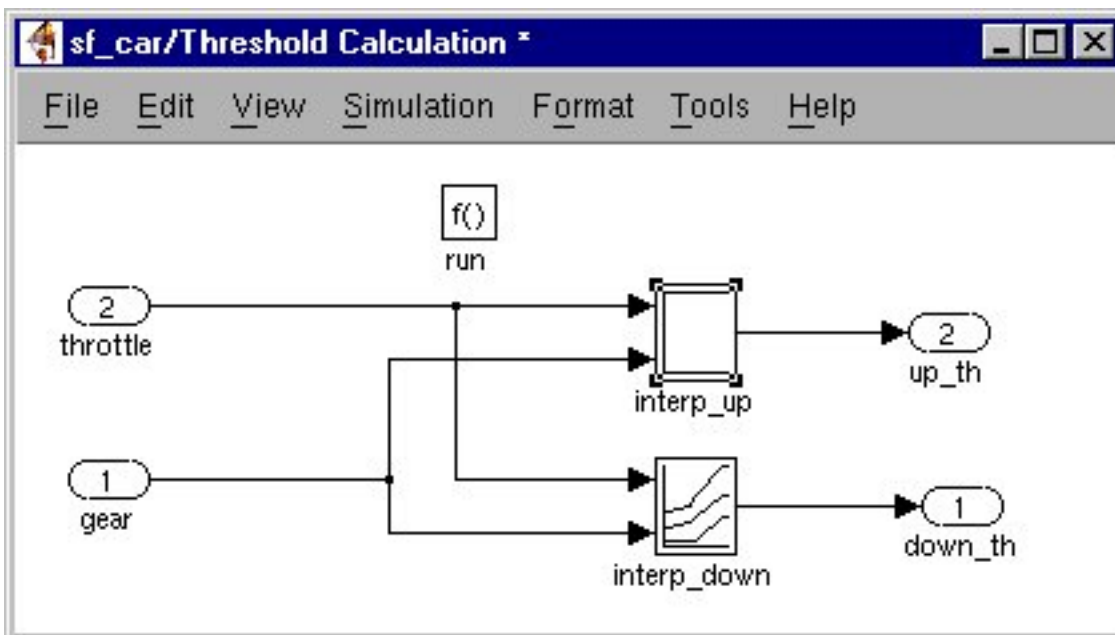 sf_car/Threshold Calculation *
File Edit View Simulation Format Tools Help
f()
run
2
throttle
interp_up
2
up_th
1
gear
interp_down
1
down_th